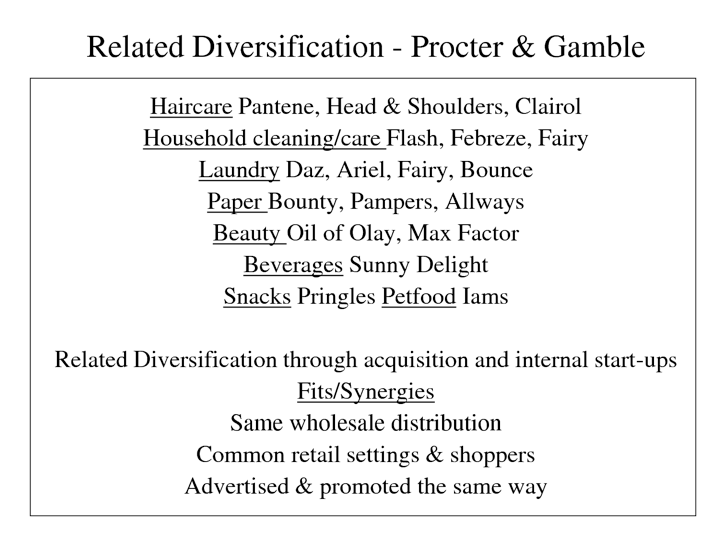 Related Diversification - Procter & Gamble
Haircare Pantene, Head & Shoulders, Clairol
Household cleaning/care Flash, Febreze, Fairy
Laundry Daz, Ariel, Fairy, Bounce
Paper Bounty, Pampers, Allways
Beauty Oil of Olay, Max Factor
Beverages Sunny Delight
Snacks Pringles Petfood Iams
Related Diversification through acquisition and internal start-ups
Fits/Synergies
Same wholesale distribution
Common retail settings & shoppers
Advertised & promoted the same way